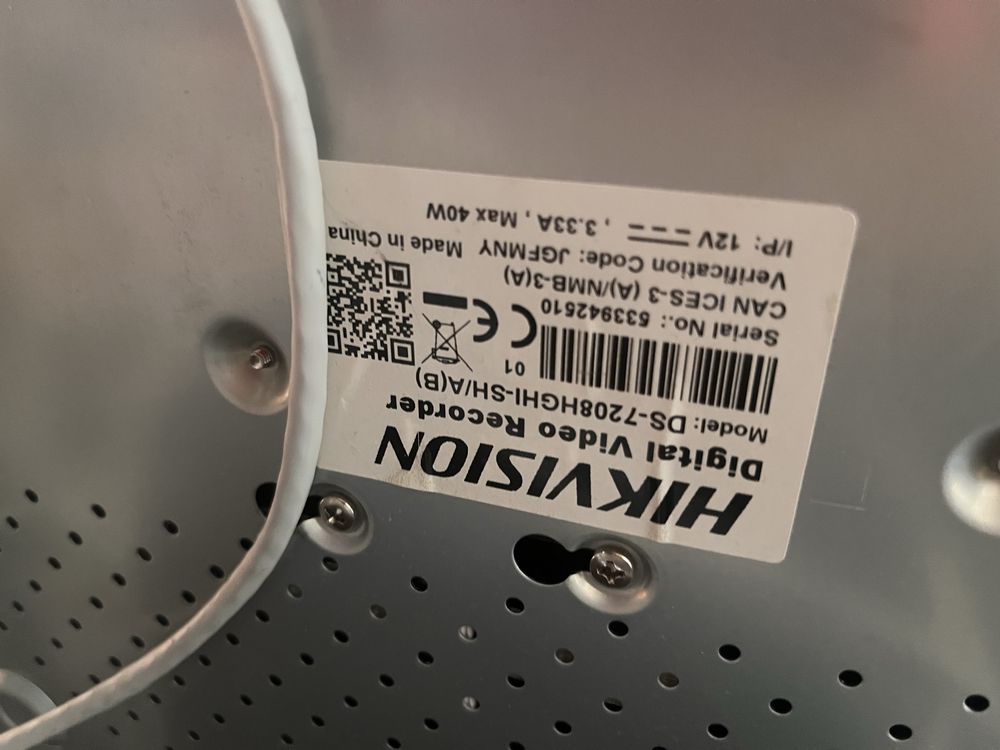 HIKVISION
Digital Video Recorder
Model: DS-7208HGHI-SH/A(B)
01
Serial No.: 533942510
CAN ICES-3 (A)/NMB-3(A)
Verification Code: JGFMNY Made in China
I/P: 12V , 3.33A , Max 40W